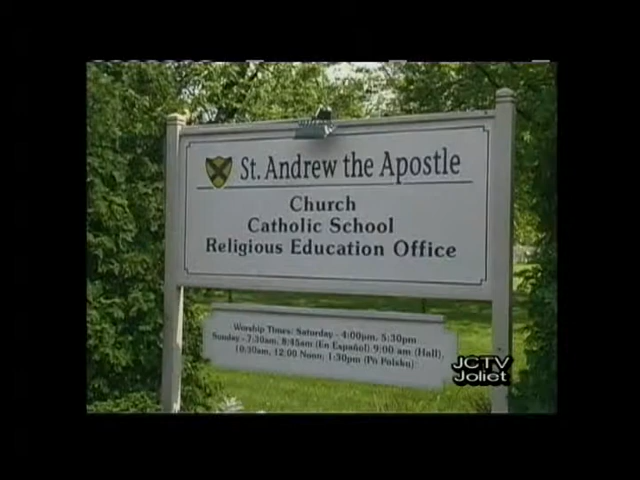 St. Andrew the Apostle
Church
Catholic School
Religious Education Office
Worship Times: Saturday - 4:00pm, 5:30pm
Sunday - 7:30am, 8:45am (En Español), 9:00 am (Hall),
10:30am, 12:00 Noon, 1:30pm (Po Polsku)
JCTV
Joliet